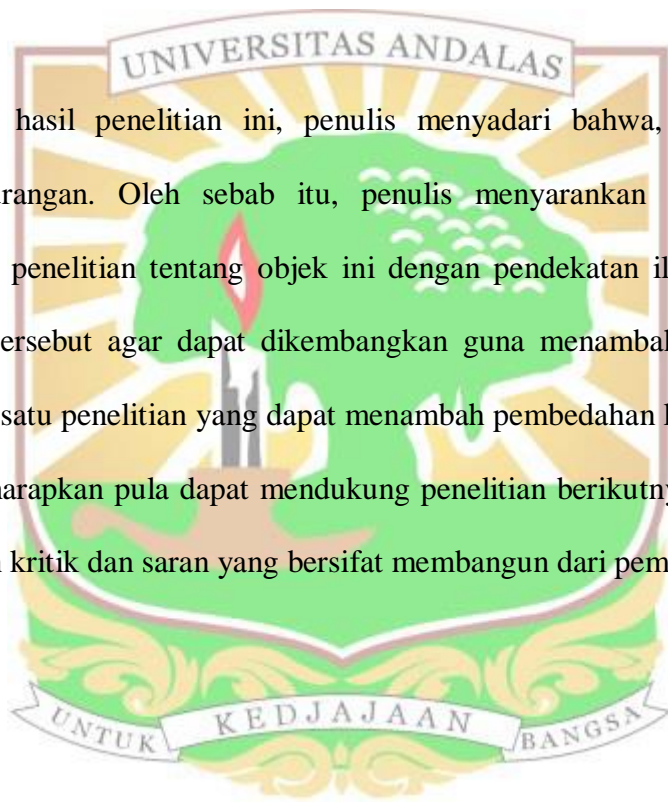 UNIVERSITAS ANDALAS
hasil penelitian ini, penulis menyadari bahwa,
urangan. Oleh sebab itu, penulis menyarankan
penelitian tentang objek ini dengan pendekatan il
ersebut agar dapat dikembangkan guna menambal
satu penelitian yang dapat menambah pembedahan l
harapkan pula dapat mendukung penelitian berikutny
n kritik dan saran yang bersifat membangun dari pem
UNTUK KEDJAJAAN BANGSA